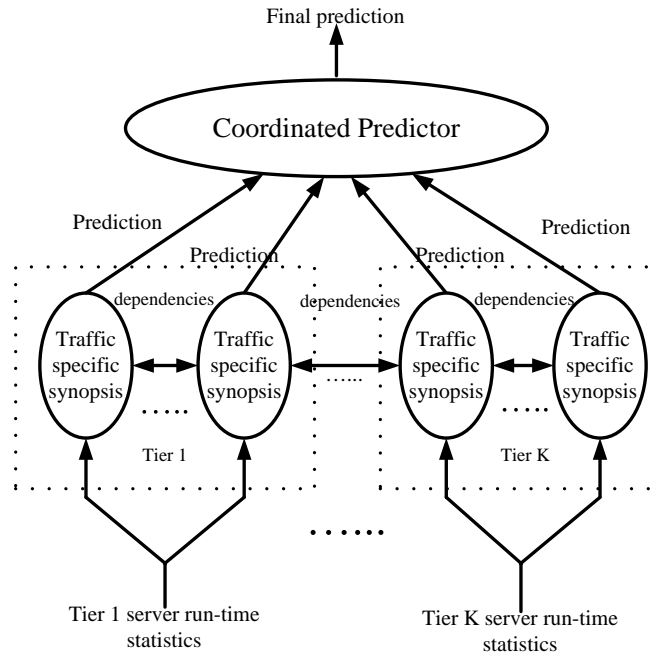 Final prediction
Coordinated Predictor
Prediction
Prediction
Prediction
Prediction
dependencies
dependencies
dependencies
Traffic
specific
synopsis
Traffic
specific
synopsis
Traffic
specific
synopsis
Traffic
specific
synopsis
......
.....
.....
Tier 1
Tier K
......
Tier 1 server run-time
statistics
Tier K server run-time
statistics